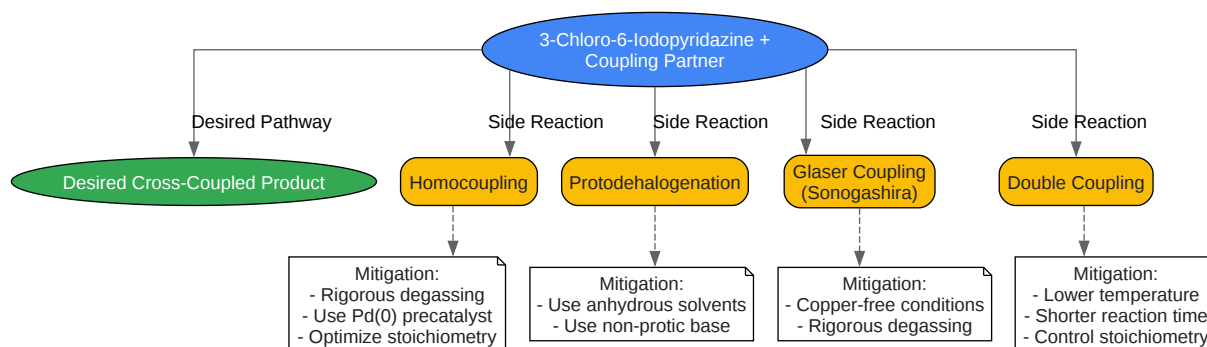 3-Chloro-6-Iodopyridazine +
Coupling Partner
Desired Pathway
Side Reaction
Side Reaction
Side Reaction
Side Reaction
Desired Cross-Coupled Product
Homocoupling
Protodehalogenation
Glaser Coupling
(Sonogashira)
Double Coupling
Mitigation:
- Rigorous degassing
- Use Pd(0) precatalyst
- Optimize stoichiometry
Mitigation:
- Use anhydrous solvents
- Use non-protic base
Mitigation:
- Copper-free conditions
- Rigorous degassing
Mitigation:
- Lower temperature
- Shorter reaction time
- Control stoichiometry